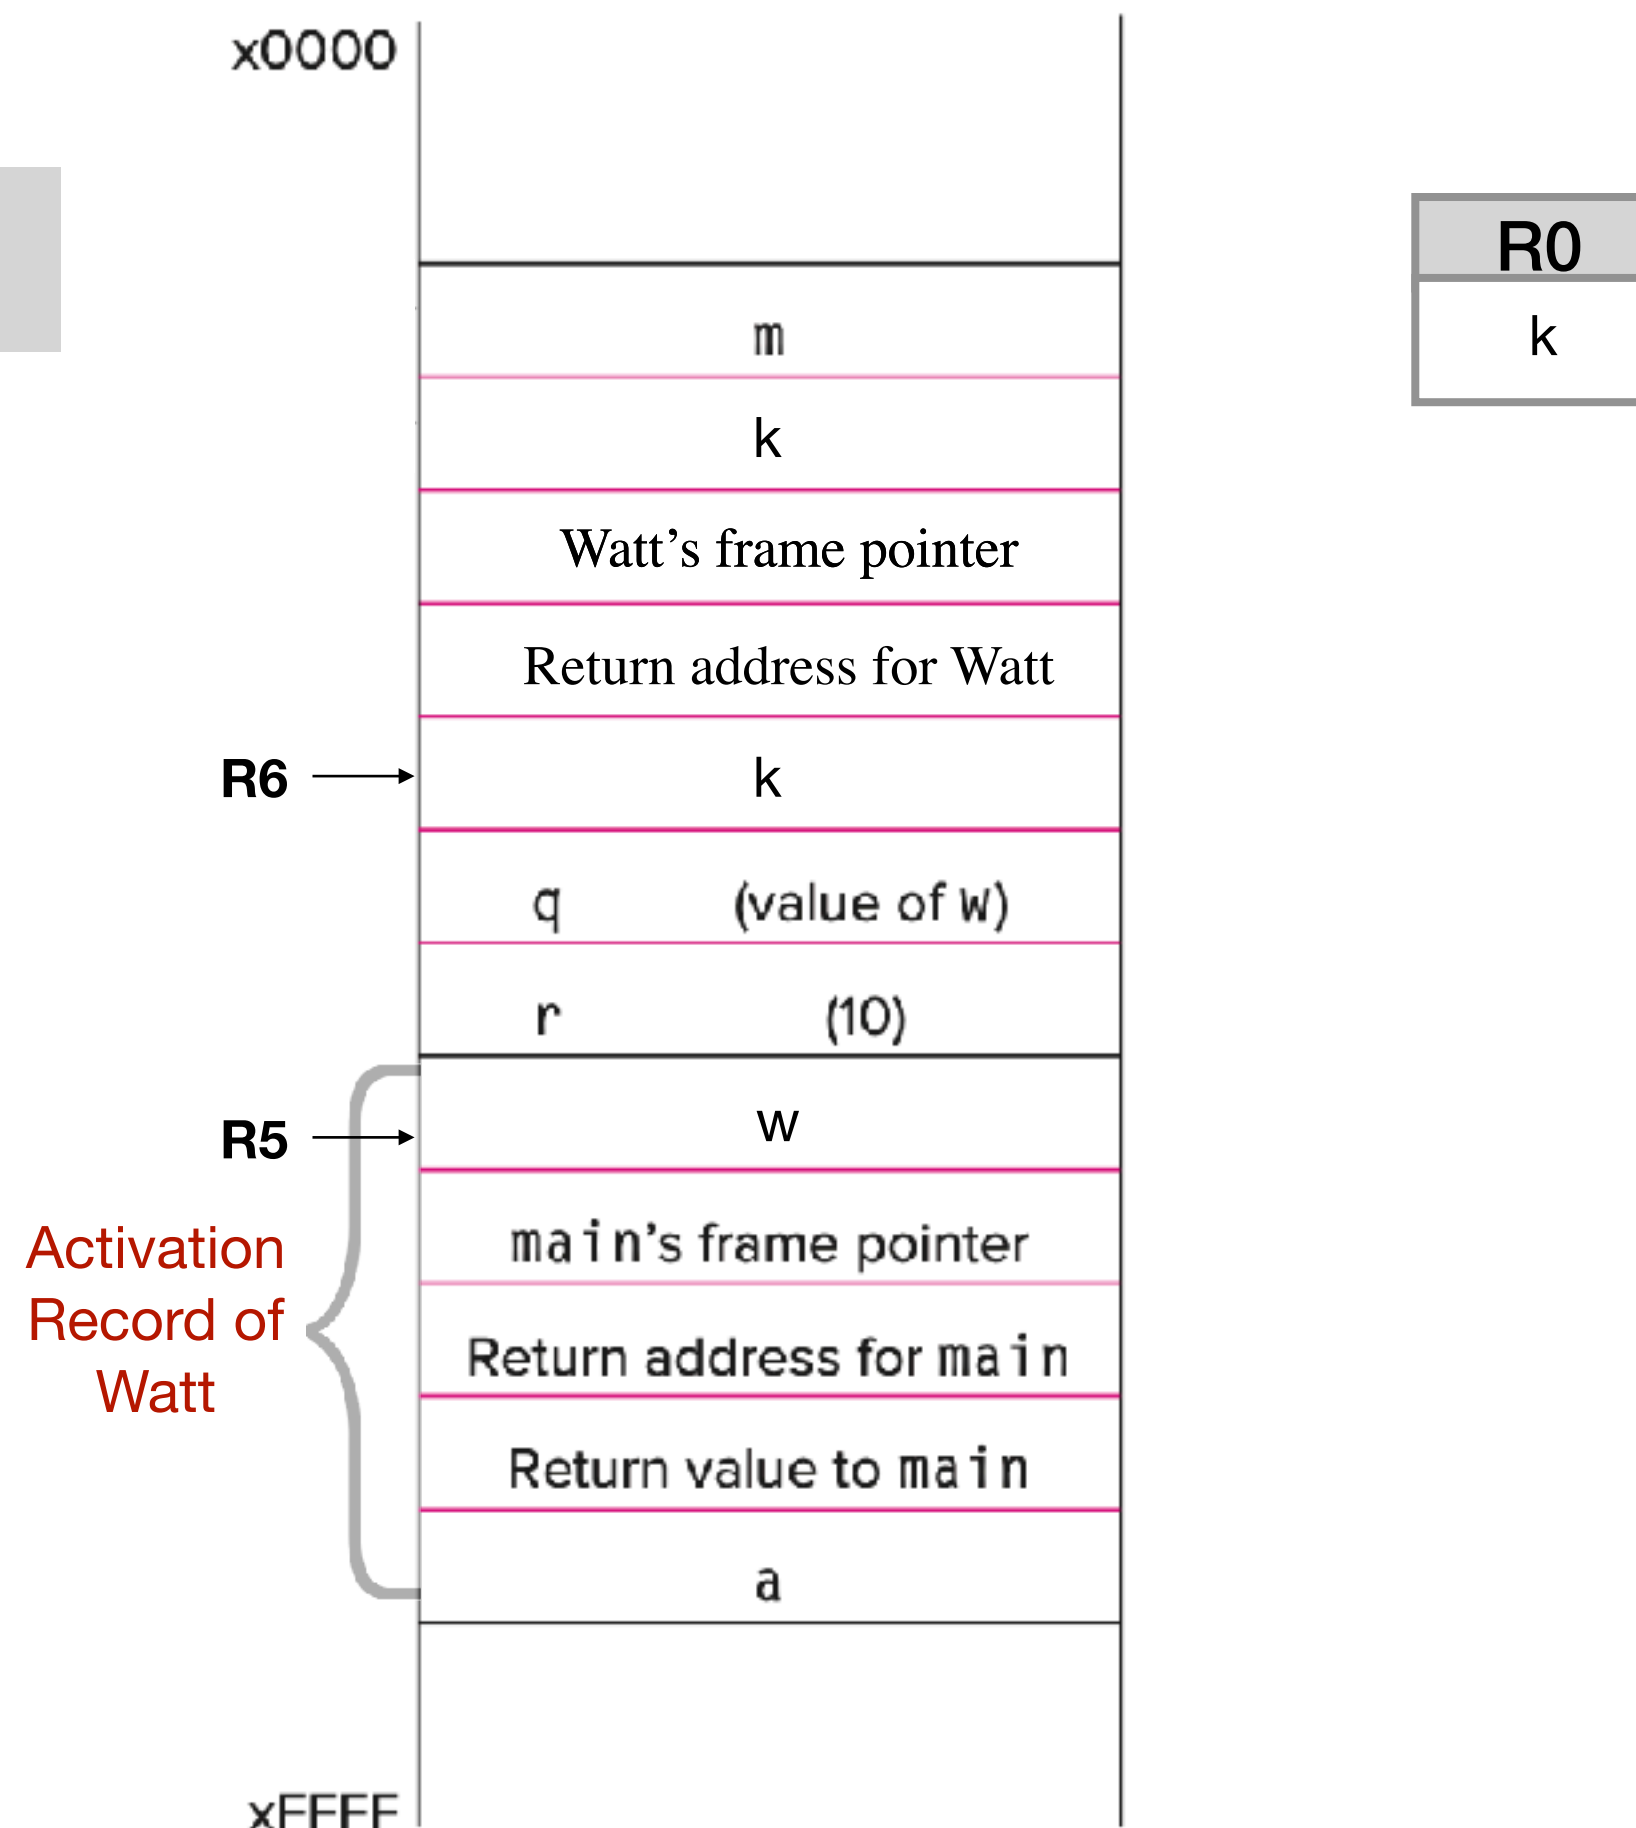 x0000
R0
m
k
k
Watt’s frame pointer
Return address for Watt
R6
k
q (value of w)
r (10)
R5
w
main’s frame pointer
Activation
Record of
Watt
Return address for main
Return value to main
a
xFFFF